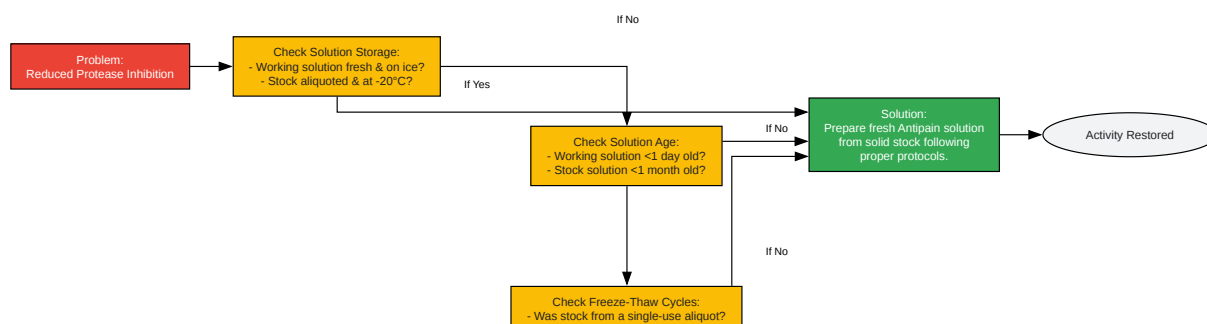 If No
Problem:
Reduced Protease Inhibition
Check Solution Storage:
- Working solution fresh & on ice?
- Stock aliquoted & at -20°C?
If Yes
Check Solution Age:
- Working solution <1 day old?
- Stock solution <1 month old?
If No
Solution:
Prepare fresh Antipain solution
from solid stock following
proper protocols.
Activity Restored
If No
Check Freeze-Thaw Cycles:
- Was stock from a single-use aliquot?